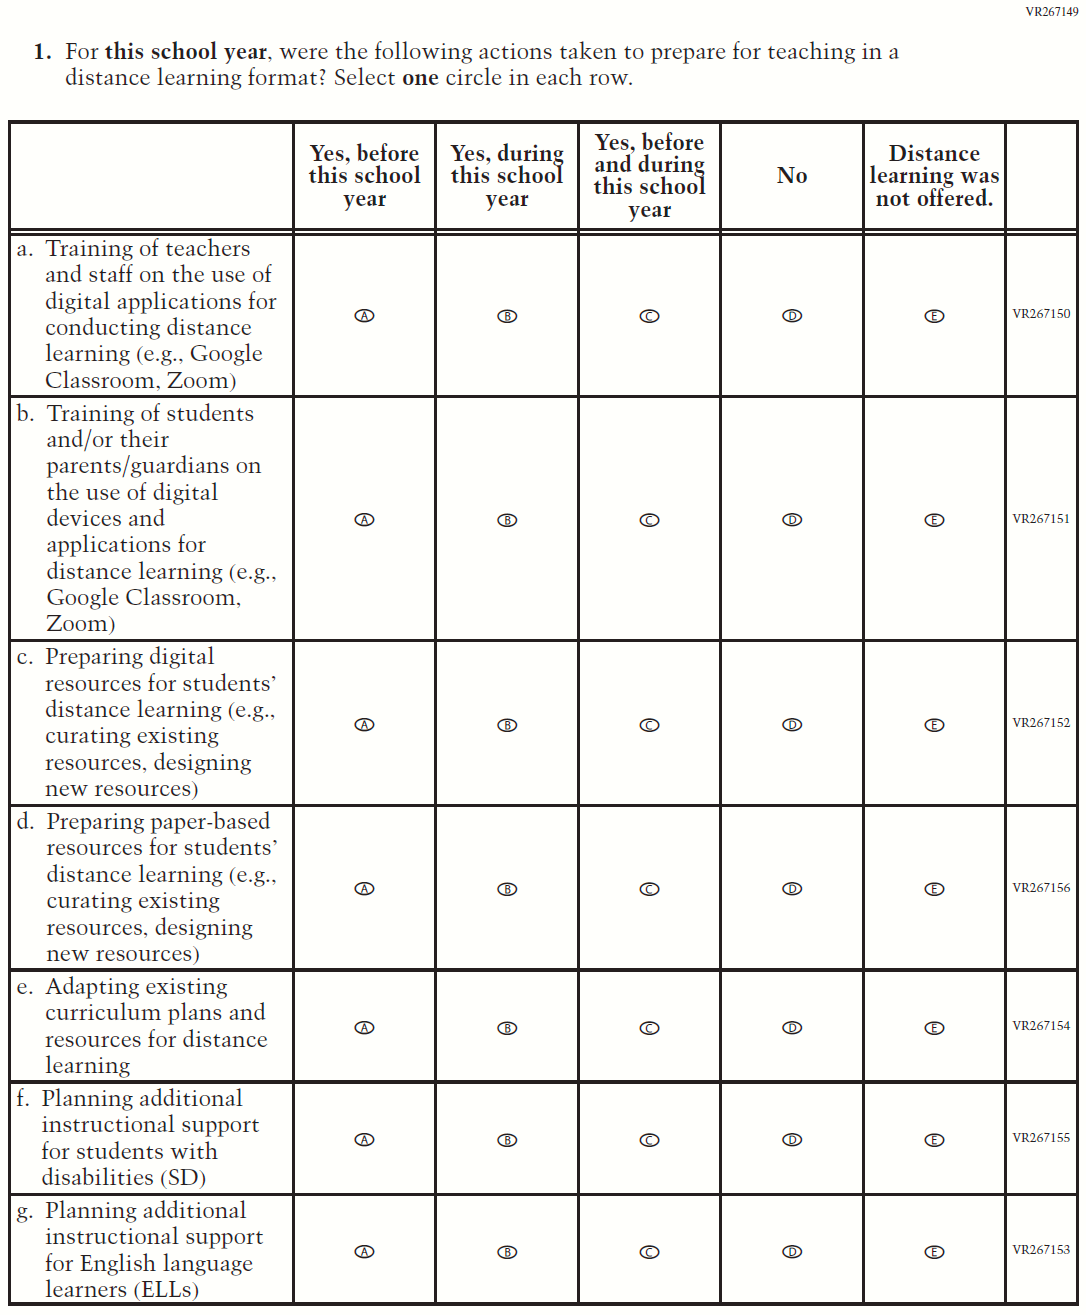 VR267149
1. For this school year, were the following actions taken to prepare for teaching in a
distance learning format? Select one circle in each row.
Yes, before
this school
year
Yes, during
this school
year
Yes, before
and during
this school
year
No
Distance
learning was
not offered.
a. Training of teachers
and staff on the use of
digital applications for
conducting distance
learning (e.g., Google
Classroom, Zoom)
A
B
C
D
E
VR267150
b. Training of students
and/or their
parents/guardians on
the use of digital
devices and
applications for
distance learning (e.g.,
Google Classroom,
Zoom)
A
B
C
D
E
VR267151
c. Preparing digital
resources for students’
distance learning (e.g.,
curating existing
resources, designing
new resources)
A
B
C
D
E
VR267152
d. Preparing paper-based
resources for students’
distance learning (e.g.,
curating existing
resources, designing
new resources)
A
B
C
D
E
VR267156
e. Adapting existing
curriculum plans and
resources for distance
learning
A
B
C
D
E
VR267154
f. Planning additional
instructional support
for students with
disabilities (SD)
A
B
C
D
E
VR267155
g. Planning additional
instructional support
for English language
learners (ELLs)
A
B
C
D
E
VR267153